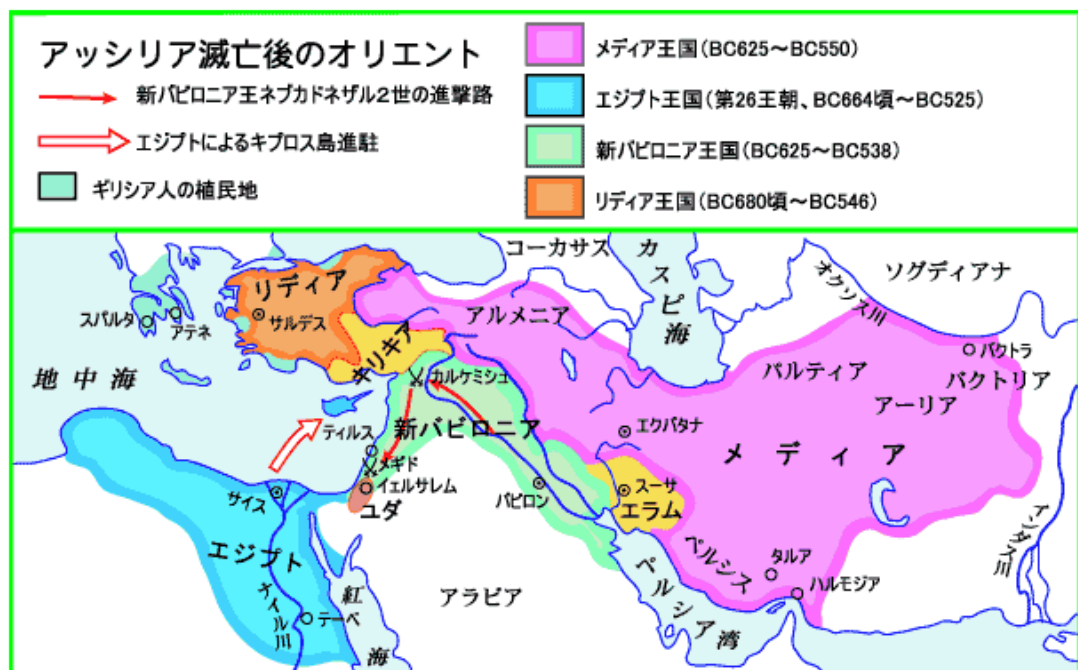 アッシリア滅亡後のオリエント
新バビロニア王ネブカドネザル2世の進撃路
エジプトによるキプロス島進駐
ギリシア人の植民地
メディア王国(BC625~BC550)
エジプト王国(第26王朝、BC664頃~BC525)
新バビロニア王国(BC625~BC538)
リディア王国(BC680頃~BC546)
コーカサス
カスピ海
オクソス川
ソグディアナ
リディア
サルデス
アルメニア
スパルタ
アテネ
キリキア
バクトラ
バクトリア
パルティア
アーリア
地中海
カルケミシュ
新バビロニア
エクバタナ
メディア
ティルス
メギド
イェルサレム
ユダ
サイス
バビロン
スーサ
エラム
エジプト
ナイル川
テーベ
紅海
アラビア
ペルシス
ペルシア湾
タルア
ハルモジア
インダス川